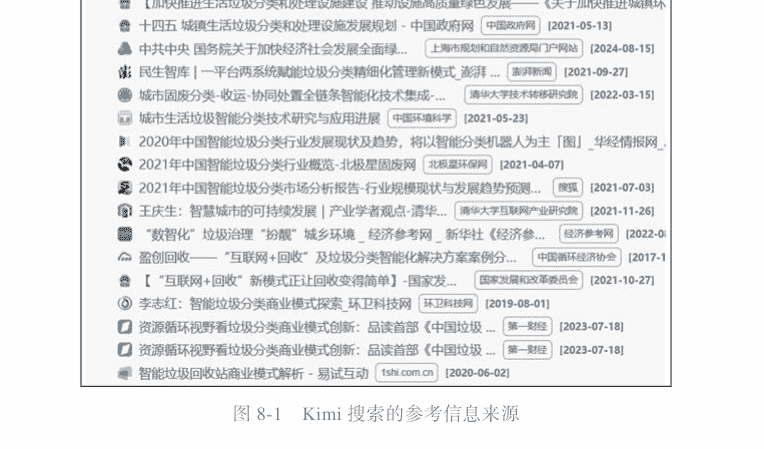 【加快推进生活垃圾分类和处理设施建设 推动设施高质量绿色发展——《关于加快推进城镇环
十四五 城镇生活垃圾分类和处理设施发展规划 - 中国政府网 中国政府网 [2021-05-13]
中共中央 国务院关于加快经济社会发展全面绿... 上海市规划和自然资源局门户网站 [2024-08-15]
民生智库 | 一平台两系统赋能垃圾分类精细化管理新模式_澎湃 ... 澎湃新闻 [2021-09-27]
城市固废分类-收运-协同处置全链条智能化技术集成-... 清华大学技术转移研究院 [2022-03-15]
城市生活垃圾智能分类技术研究与应用进展 中国环境科学 [2021-05-23]
2020年中国智能垃圾分类行业发展现状及趋势，将以智能分类机器人为主「图」_华经情报网_
2021年中国智能垃圾分类行业概览-北极星固废网 北极星环保网 [2021-04-07]
2021年中国智能垃圾分类市场分析报告-行业规模现状与发展趋势预测... 搜狐 [2021-07-03]
王庆生：智慧城市的可持续发展 | 产业学者观点-清华... 清华大学互联网产业研究院 [2021-11-26]
“数智化”垃圾治理 “扮靓”城乡环境 _ 经济参考网 _ 新华社《经济参... 经济参考网 [2022-0
盈创回收—— “互联网+回收”及垃圾分类智能化解决方案案例分... 中国循环经济协会 [2017-1
【 “互联网+回收”新模式正让回收变得简单】-国家发... 国家发展和改革委员会 [2021-10-27]
李志红：智能垃圾分类商业模式探索_环卫科技网 环卫科技网 [2019-08-01]
资源循环视野看垃圾分类商业模式创新：品读首部《中国垃圾 ... 第一财经 [2023-07-18]
资源循环视野看垃圾分类商业模式创新：品读首部《中国垃圾 ... 第一财经 [2023-07-18]
智能垃圾回收站商业模式解析 - 易试互动 1shi.com.cn [2020-06-02]
图 8-1 Kimi 搜索的参考信息来源